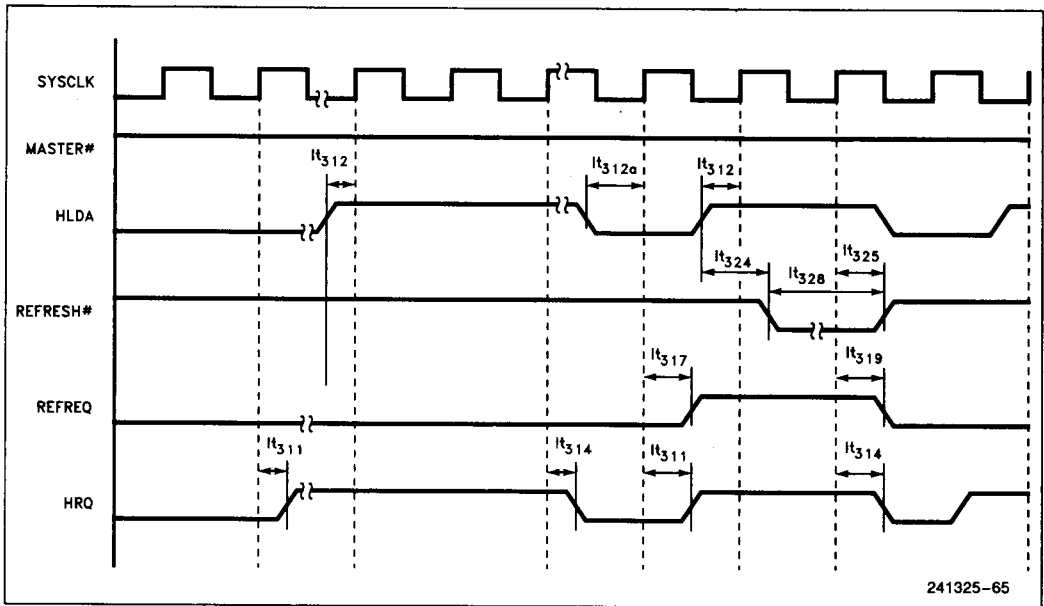 SYSCLK
MASTER#
lt312
lt312a
lt312
HLDA
lt324
lt328
lt325
REFRESH#
lt317
lt319
REFREQ
lt311
lt314
lt311
lt314
HRQ
241325-65